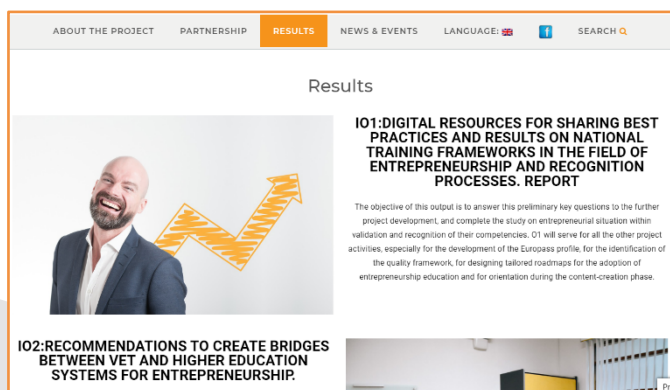 ABOUT THE PROJECT PARTNERSHIP RESULTS NEWS & EVENTS LANGUAGE: SEARCH
Results
IO1:DIGITAL RESOURCES FOR SHARING BEST
PRACTICES AND RESULTS ON NATIONAL
TRAINING FRAMEWORKS IN THE FIELD OF
ENTREPRENEURSHIP AND RECOGNITION
PROCESSES. REPORT
The objective of this output is to answer this preliminary key questions to the further
project development, and complete the study on entrepreneurial situation within
validation and recognition of their competencies. O1 will serve for all the other project
activities, especially for the development of the Europass profile, for the identification of
the quality framework, for designing tailored roadmaps for the adoption of
entrepreneurship education and for orientation during the content-creation phase.
IO2:RECOMMENDATIONS TO CREATE BRIDGES
BETWEEN VET AND HIGHER EDUCATION
SYSTEMS FOR ENTREPRENEURSHIP.